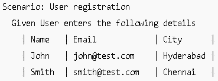 Scenario: User registration
Given User enters the following details
| Name | Email | City |
| John | john@test.com | Hyderabad |
| Smith | smith@test.com | Chennai |